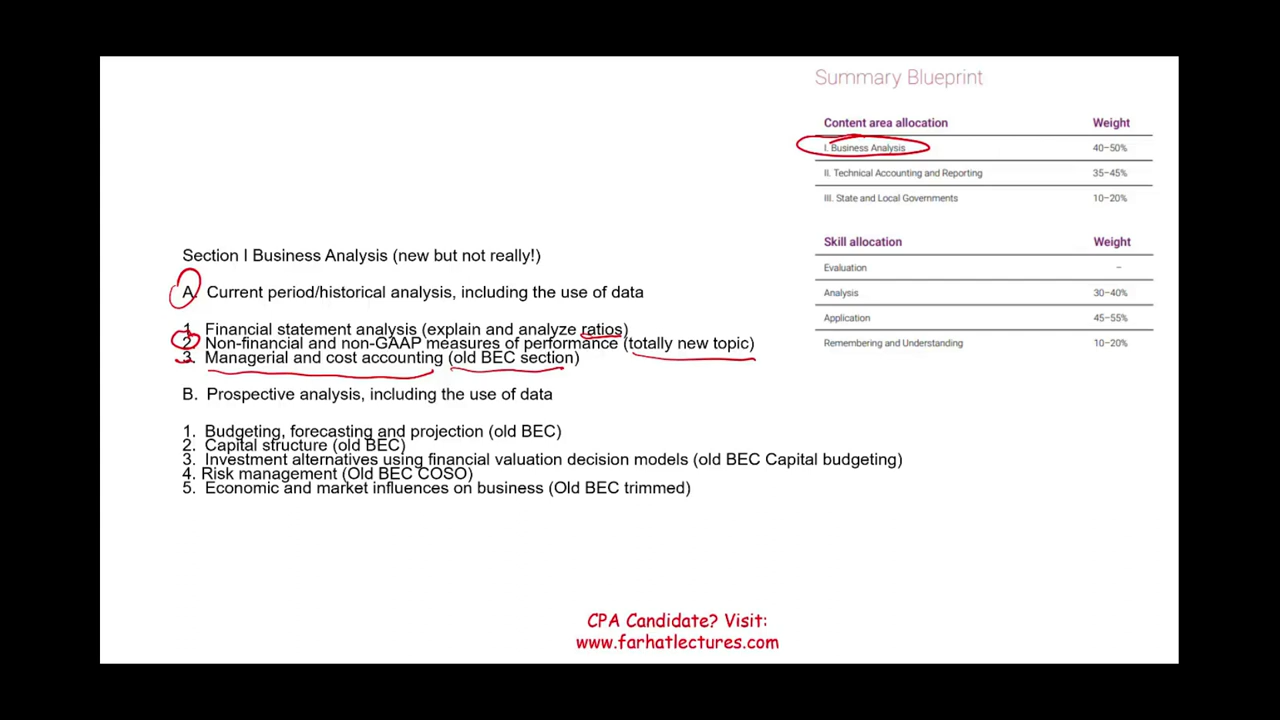 Summary Blueprint
Content area allocation Weight
I. Business Analysis 40–50%
II. Technical Accounting and Reporting 35–45%
III. State and Local Governments 10–20%
Skill allocation Weight
Evaluation –
Analysis 30–40%
Application 45–55%
Remembering and Understanding 10–20%
Section I Business Analysis (new but not really!)
A. Current period/historical analysis, including the use of data
1. Financial statement analysis (explain and analyze ratios)
2. Non-financial and non-GAAP measures of performance (totally new topic)
3. Managerial and cost accounting (old BEC section)
B. Prospective analysis, including the use of data
1. Budgeting, forecasting and projection (old BEC)
2. Capital structure (old BEC)
3. Investment alternatives using financial valuation decision models (old BEC Capital budgeting)
4. Risk management (Old BEC COSO)
5. Economic and market influences on business (Old BEC trimmed)
CPA Candidate? Visit:
www.farhatlectures.com